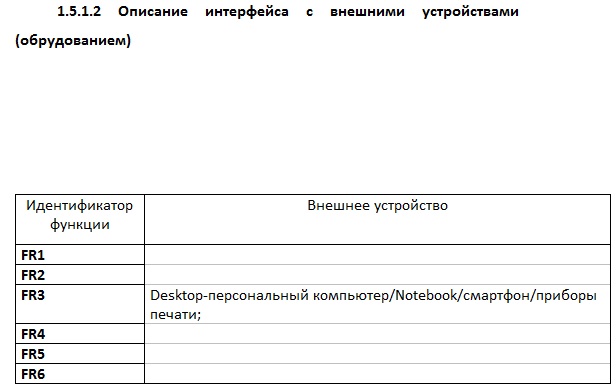 1.5.1.2 Описание интерфейса с внешними устройствами
(обрудованием)
Идентификатор
функции
Внешнее устройство
FR1
FR2
FR3
Desktop-персональный компьютер/Notebook/смартфон/приборы
печати;
FR4
FR5
FR6